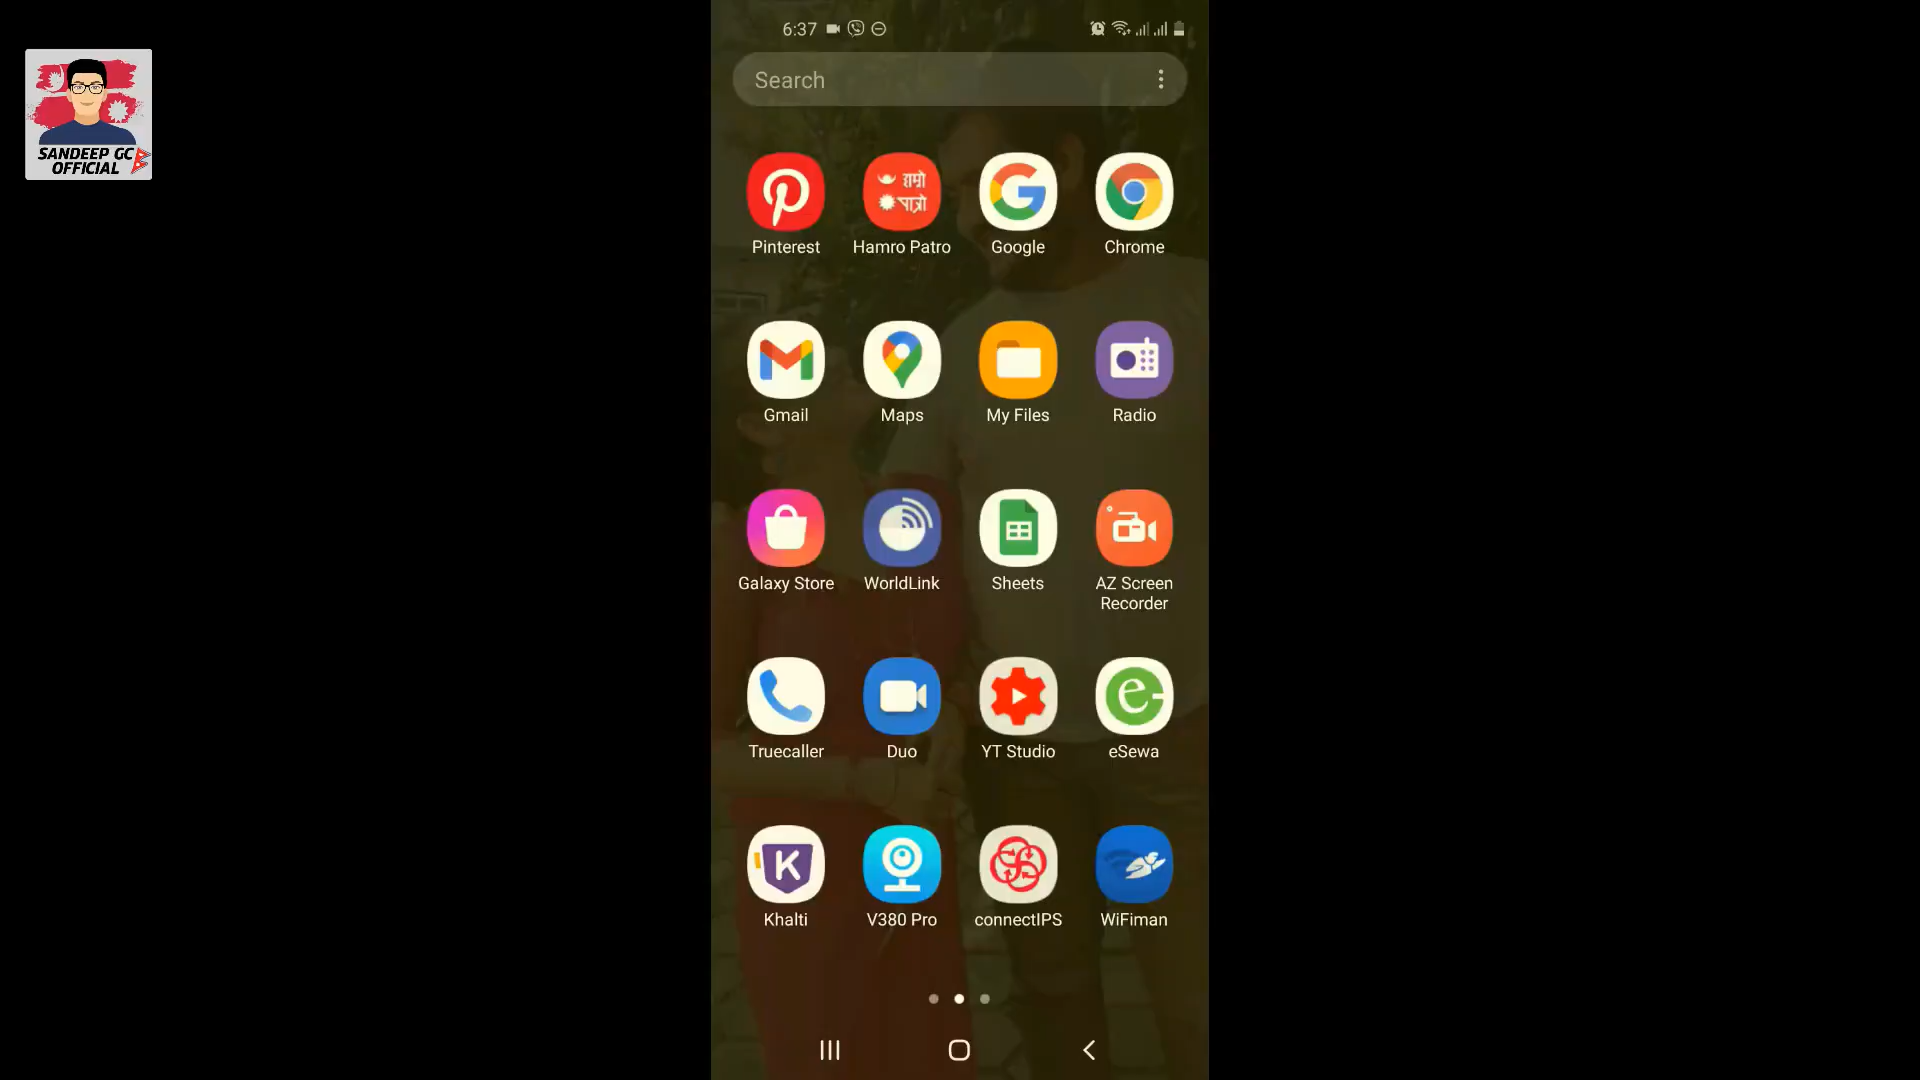 SANDEEP GC
OFFICIAL
6:37
Search
Pinterest
हाम्रो
पात्रो
Hamro Patro
Google
Chrome
Gmail
Maps
My Files
Radio
Galaxy Store
WorldLink
Sheets
AZ Screen
Recorder
Truecaller
Duo
YT Studio
eSewa
Khalti
V380 Pro
connectIPS
WiFiman